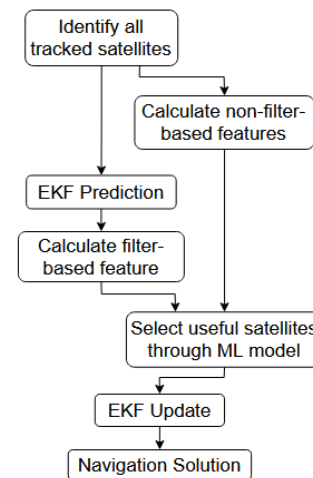 Identify all
tracked satellites
Calculate non-filter-
based features
EKF Prediction
Calculate filter-
based feature
Select useful satellites
through ML model
EKF Update
Navigation Solution